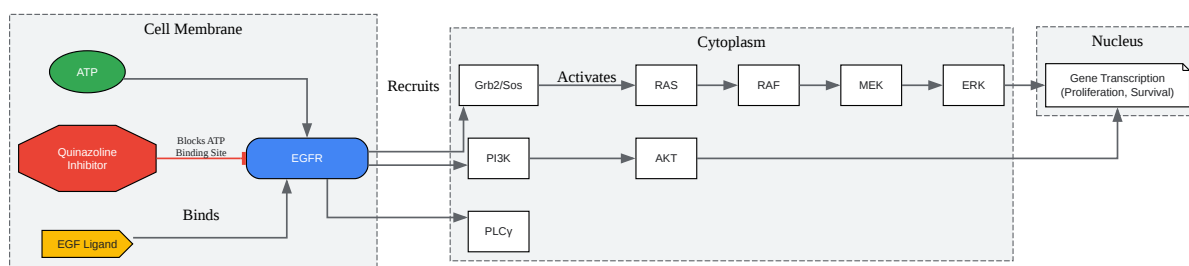 Cell Membrane
ATP
Quinazoline
Inhibitor
Blocks ATP
Binding Site
EGFR
Binds
EGF Ligand
Recruits
Cytoplasm
Grb2/Sos
Activates
RAS
RAF
MEK
ERK
PI3K
AKT
PLCγ
Nucleus
Gene Transcription
(Proliferation, Survival)